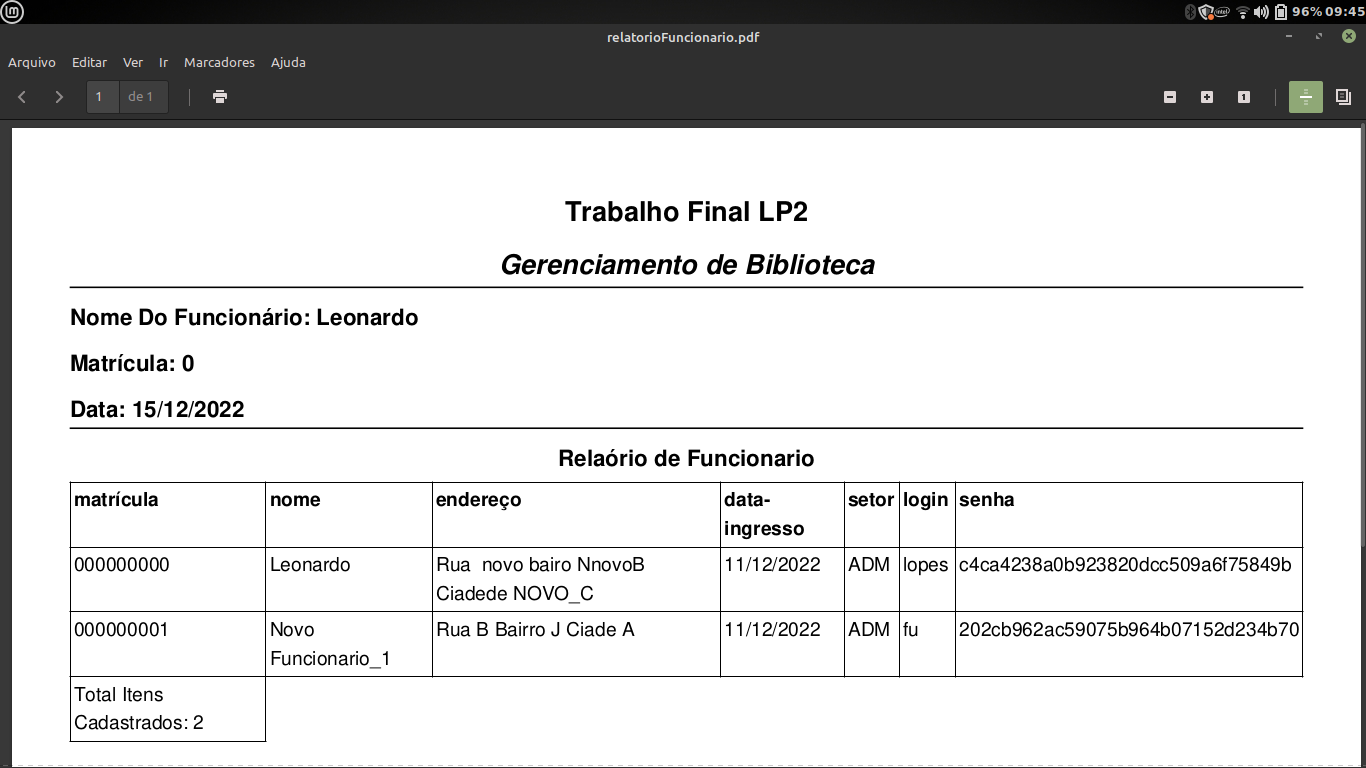 96% 09:45
relatorioFuncionario.pdf
Arquivo Editar Ver Ir Marcadores Ajuda
1 de 1
Trabalho Final LP2
Gerenciamento de Biblioteca
Nome Do Funcionário: Leonardo
Matrícula: 0
Data: 15/12/2022
Relaório de Funcionario
matrícula nome endereço data- setor login senha
ingresso
000000000 Leonardo Rua novo bairo NnovoB 11/12/2022 ADM lopes c4ca4238a0b923820dcc509a6f75849b
Ciadede NOVO_C
000000001 Novo Rua B Bairro J Ciade A 11/12/2022 ADM fu 202cb962ac59075b964b07152d234b70
Funcionario_1
Total Itens
Cadastrados: 2